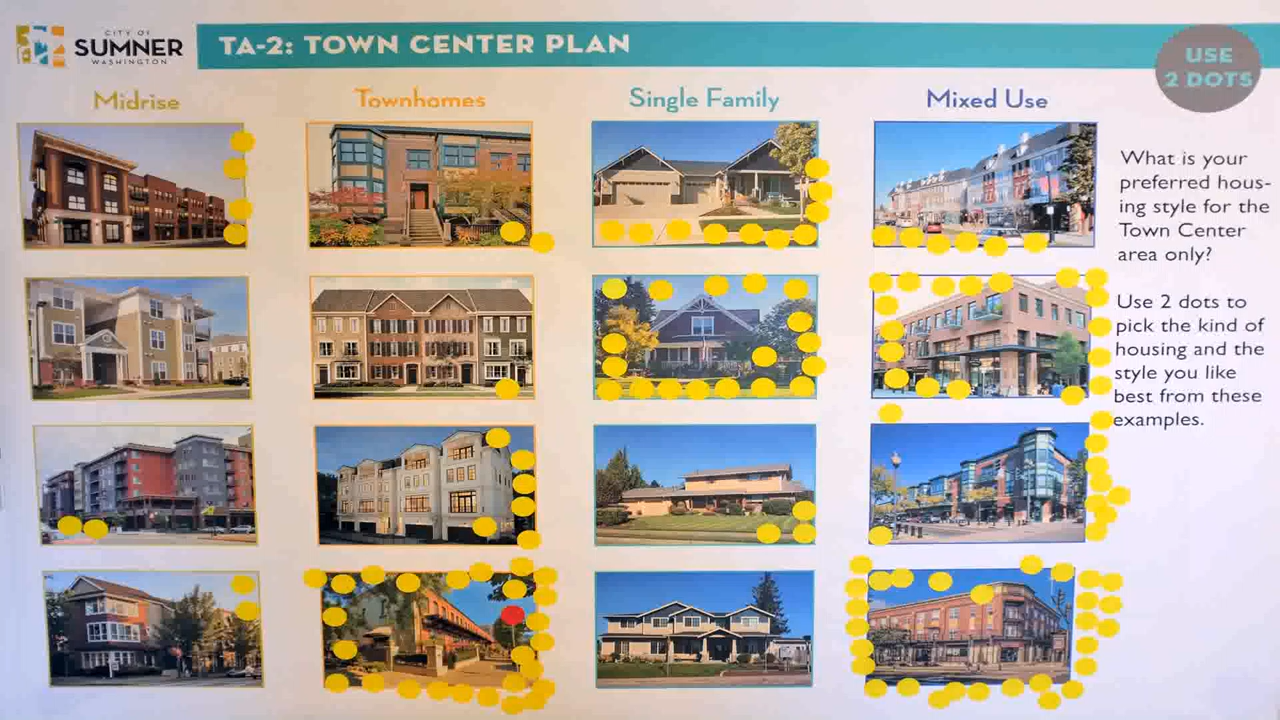 CITY OF
SUMNER
WASHINGTON
TA-2: TOWN CENTER PLAN
USE
2 DOTS
Midrise
Townhomes
Single Family
Mixed Use
What is your
preferred hous-
ing style for the
Town Center
area only?
Use 2 dots to
pick the kind of
housing and the
style you like
best from these
examples.